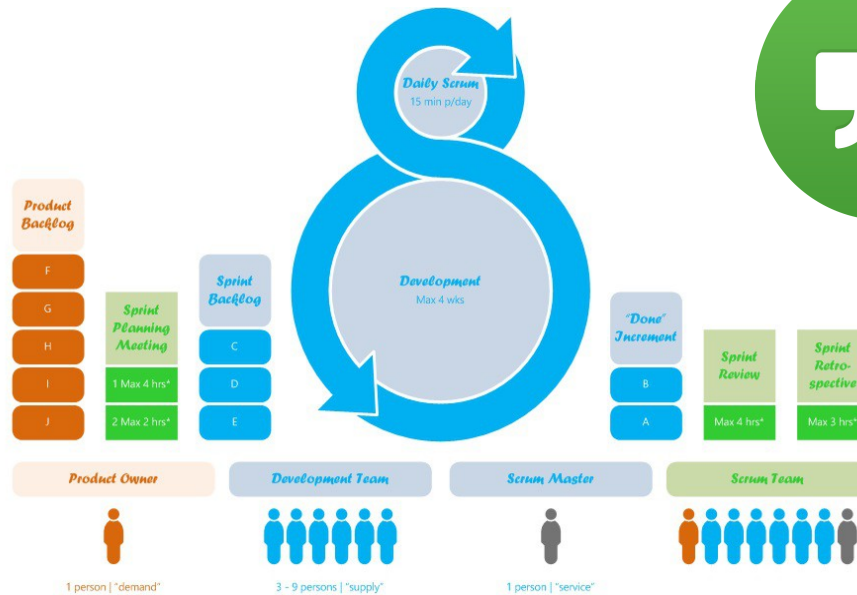 Daily Scrum
15 min p/day
Product
Backlog
F
G
H
I
J
Sprint
Planning
Meeting
1 Max 4 hrs*
2 Max 2 hrs*
Sprint
Backlog
C
D
E
Development
Max 4 wks
"Done"
Increment
B
A
Sprint
Review
Max 4 hrs*
Sprint
Retro-
spective
Max 3 hrs*
Product Owner
Development Team
Scrum Master
Scrum Team
1 person | "demand"
3 - 9 persons | "supply"
1 person | "service"